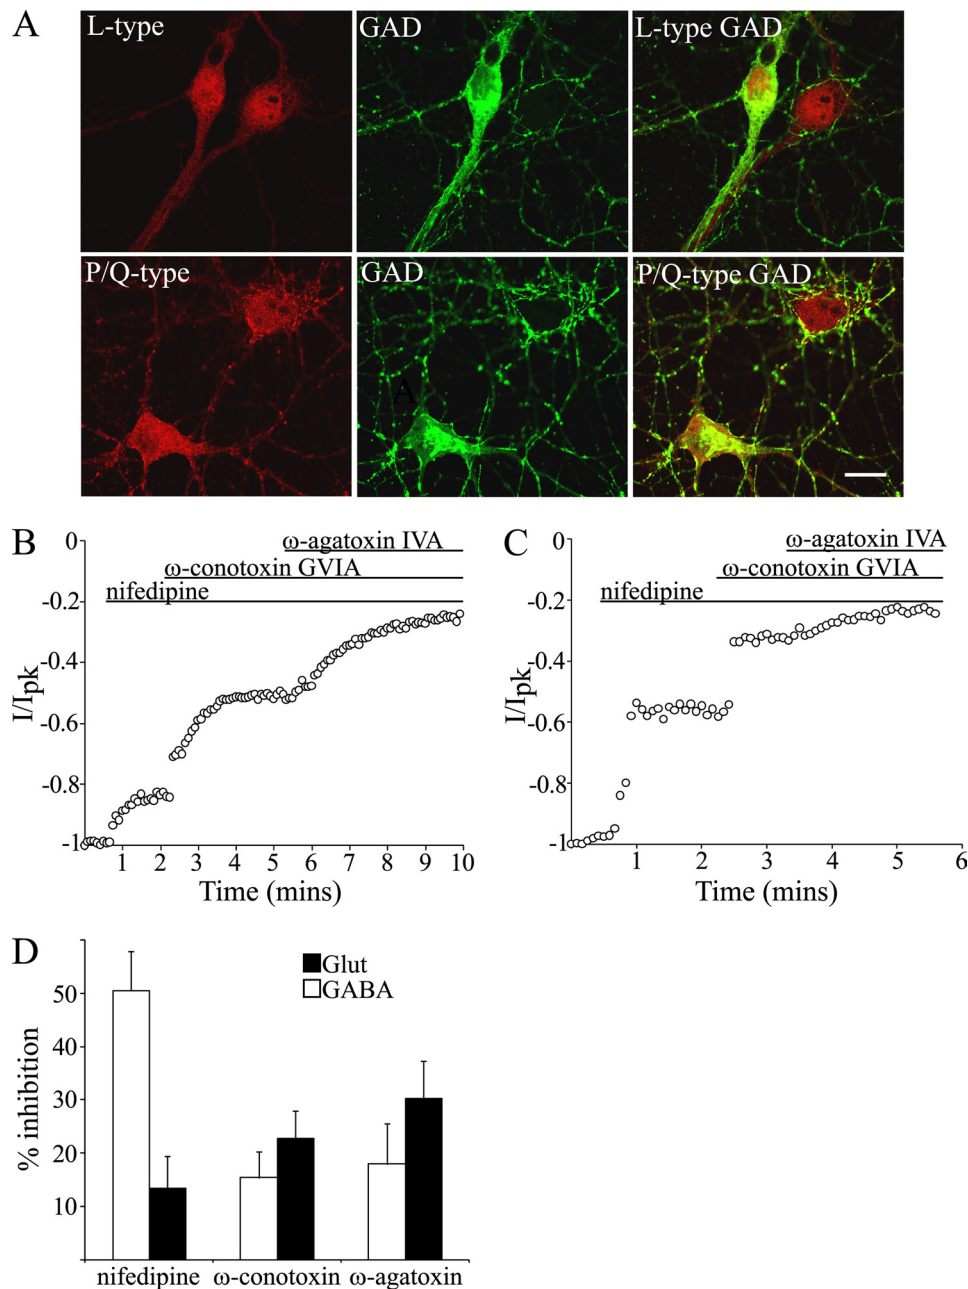 A
L-type
GAD
L-type GAD
P/Q-type
GAD
P/Q-type GAD
A
B
0
-0.2
-0.4
-0.6
-0.8
-1
I/Ipk
ω-agatoxin IVA
ω-conotoxin GVIA
nifedipine
1 2 3 4 5 6 7 8 9 10
Time (mins)
C
0
-0.2
-0.4
-0.6
-0.8
-1
I/Ipk
ω-agatoxin IVA
ω-conotoxin GVIA
nifedipine
1 2 3 4 5 6
Time (mins)
D
50
40
30
20
10
% inhibition
Glut
GABA
nifedipine ω-conotoxin ω-agatoxin